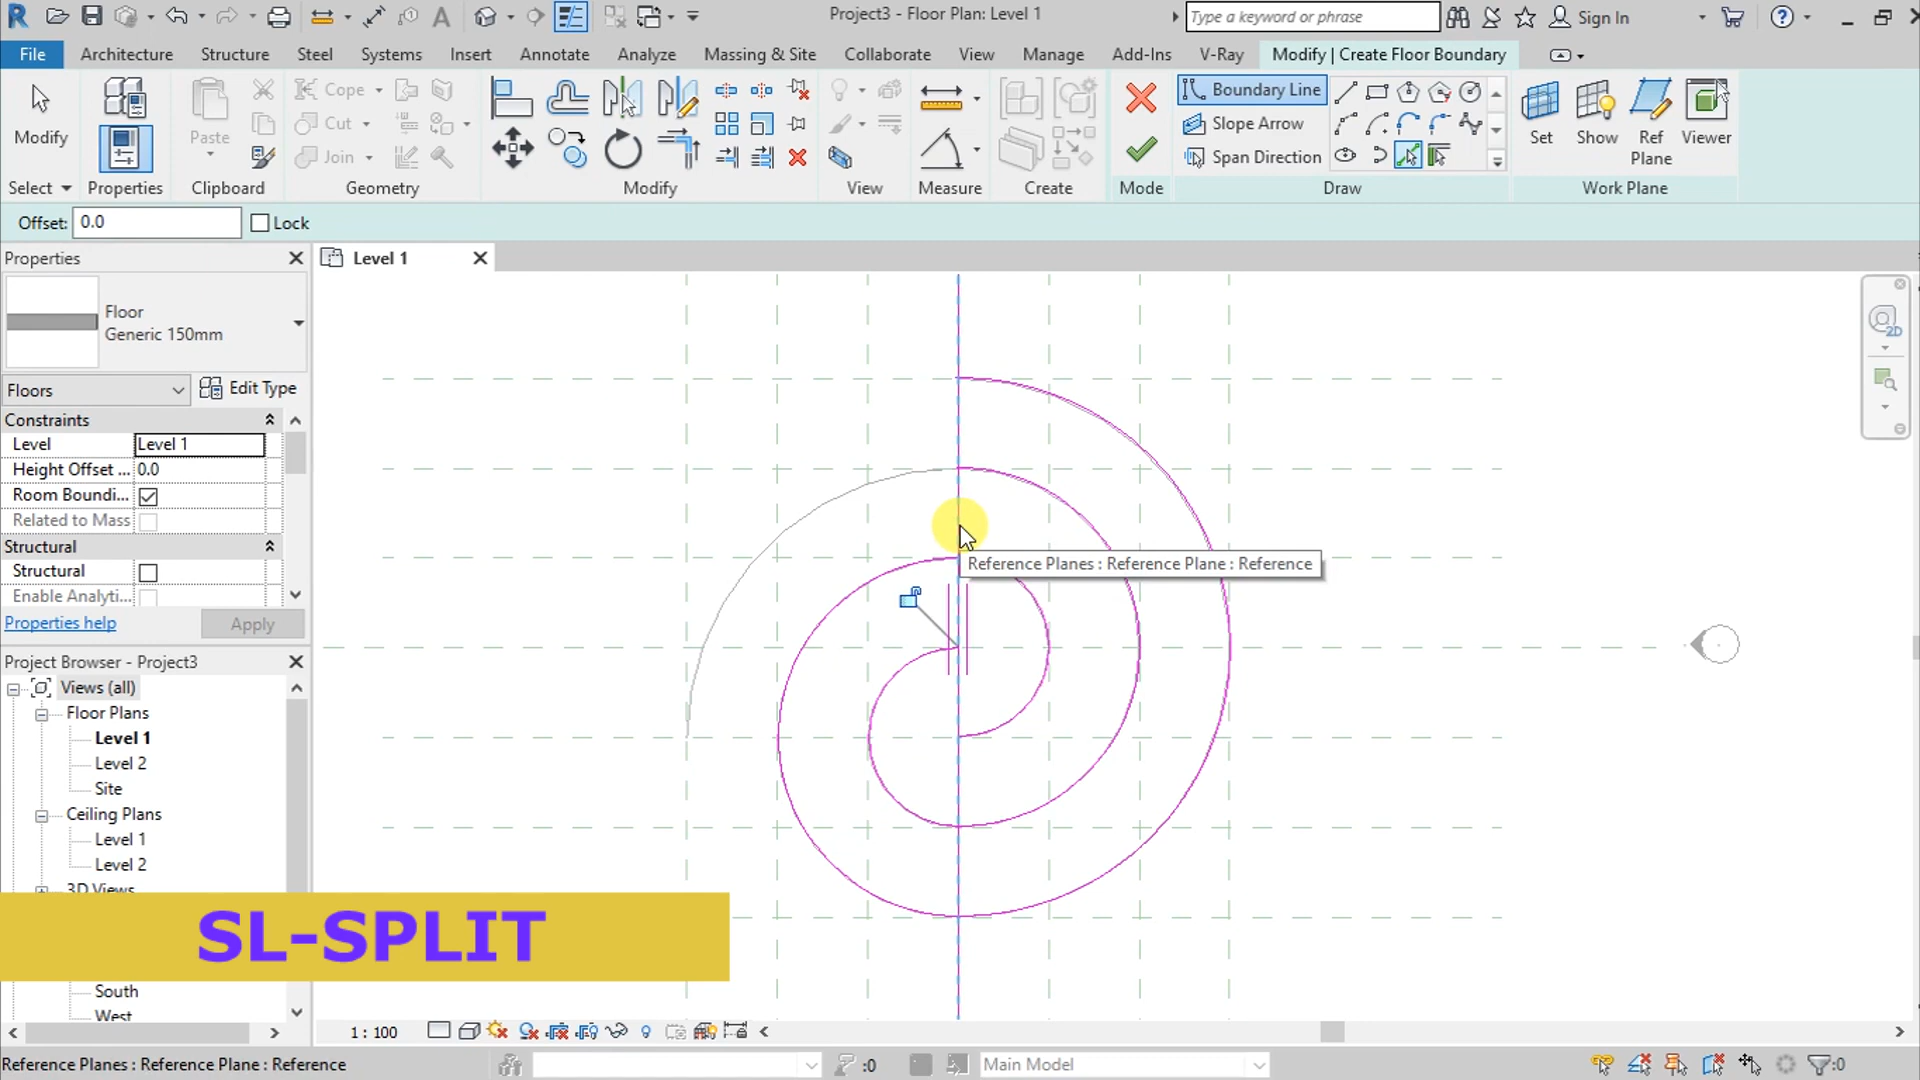 Project3 - Floor Plan: Level 1
Type a keyword or phrase
Sign In
File
Architecture
Structure
Steel
Systems
Insert
Annotate
Analyze
Massing & Site
Collaborate
View
Manage
Add-Ins
V-Ray
Modify | Create Floor Boundary
Modify
Select
Properties
Paste
Clipboard
Cope
Cut
Join
Geometry
Modify
View
Measure
Create
Mode
Boundary Line
Slope Arrow
Span Direction
Draw
Set
Show
Ref
Plane
Viewer
Work Plane
Offset: 0.0
Lock
Properties
Level 1
Floor
Generic 150mm
Floors
Edit Type
Constraints
Level Level 1
Height Offset ... 0.0
Room Boundi...
Related to Mass
Structural
Structural
Enable Analyti...
Properties help
Apply
Project Browser - Project3
Views (all)
Floor Plans
Level 1
Level 2
Site
Ceiling Plans
Level 1
Level 2
3D Views
South
West
SL-SPLIT
Reference Planes : Reference Plane : Reference
2D
1 : 100
Reference Planes : Reference Plane : Reference
:0
Main Model
:0